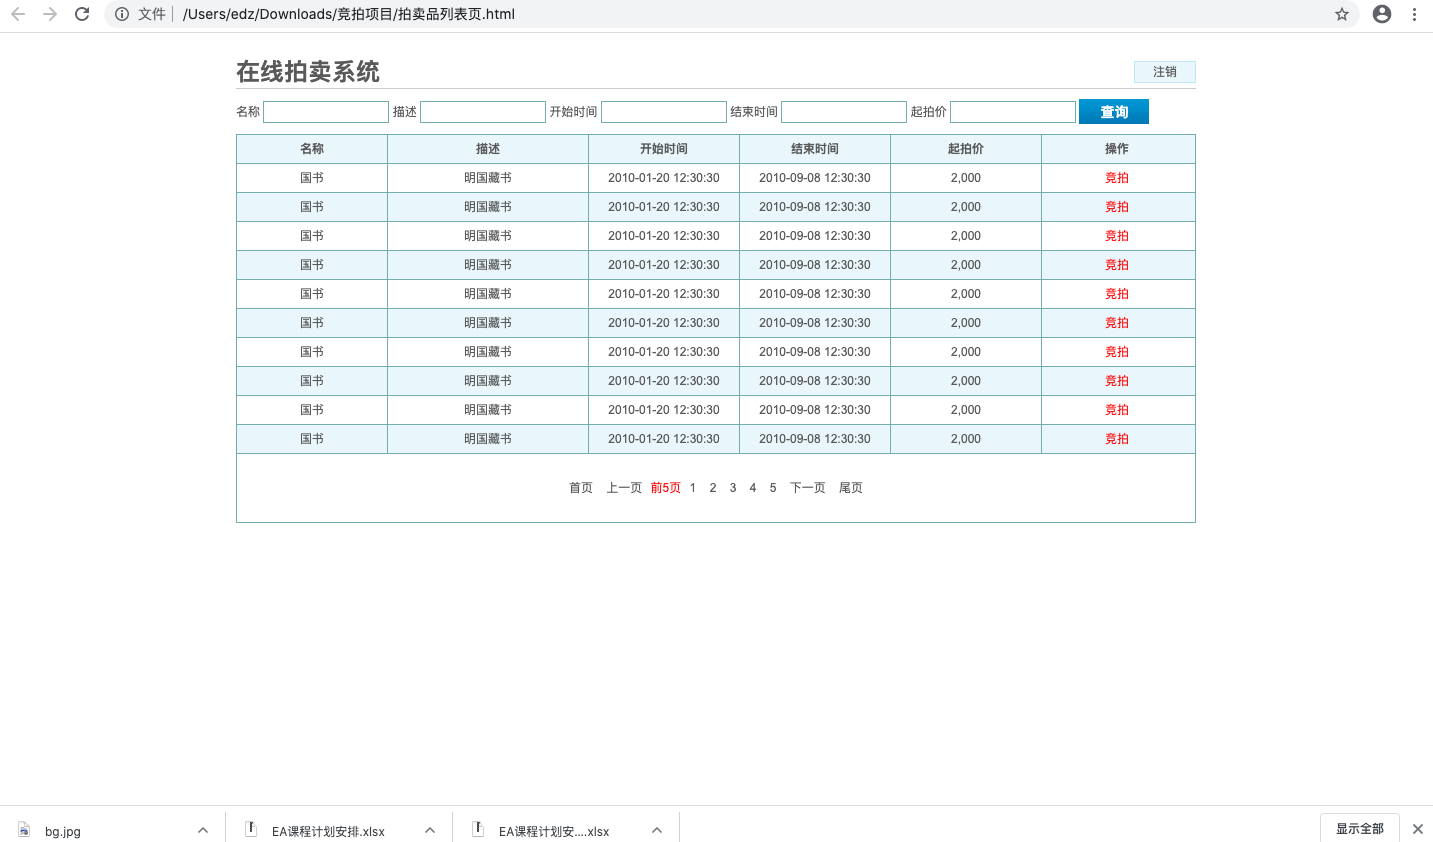 文件 /Users/edz/Downloads/竞拍项目/拍卖品列表页.html
在线拍卖系统 注销
名称 描述 开始时间 结束时间 起拍价 查询
名称 描述 开始时间 结束时间 起拍价 操作
国书 明国藏书 2010-01-20 12:30:30 2010-09-08 12:30:30 2,000 竞拍
国书 明国藏书 2010-01-20 12:30:30 2010-09-08 12:30:30 2,000 竞拍
国书 明国藏书 2010-01-20 12:30:30 2010-09-08 12:30:30 2,000 竞拍
国书 明国藏书 2010-01-20 12:30:30 2010-09-08 12:30:30 2,000 竞拍
国书 明国藏书 2010-01-20 12:30:30 2010-09-08 12:30:30 2,000 竞拍
国书 明国藏书 2010-01-20 12:30:30 2010-09-08 12:30:30 2,000 竞拍
国书 明国藏书 2010-01-20 12:30:30 2010-09-08 12:30:30 2,000 竞拍
国书 明国藏书 2010-01-20 12:30:30 2010-09-08 12:30:30 2,000 竞拍
国书 明国藏书 2010-01-20 12:30:30 2010-09-08 12:30:30 2,000 竞拍
国书 明国藏书 2010-01-20 12:30:30 2010-09-08 12:30:30 2,000 竞拍
首页 上一页 前5页 1 2 3 4 5 下一页 尾页
bg.jpg EA课程计划安排.xlsx EA课程计划安....xlsx 显示全部